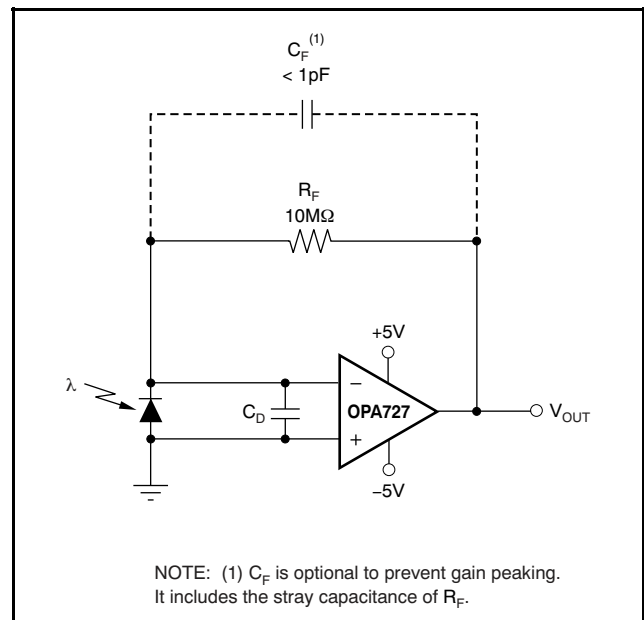 C_F^(1)
< 1pF
R_F
10MΩ
+5V
λ
−
C_D
OPA727
V_OUT
+
−5V
NOTE: (1) C_F is optional to prevent gain peaking.
It includes the stray capacitance of R_F.